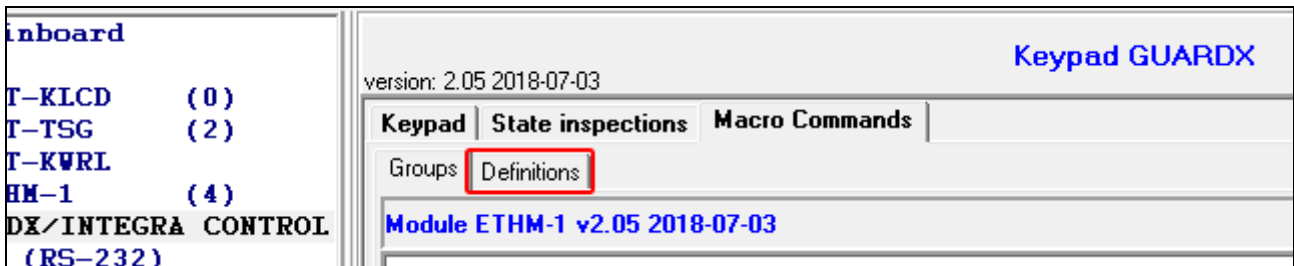 inboard
T-KLCD (0)
T-TSG (2)
T-KWRL
HM-1 (4)
DX/INTEGRA CONTROL
(RS-232)
Keypad GUARDX
version: 2.05 2018-07-03
Keypad State inspections Macro Commands
Groups Definitions
Module ETHM-1 v2.05 2018-07-03